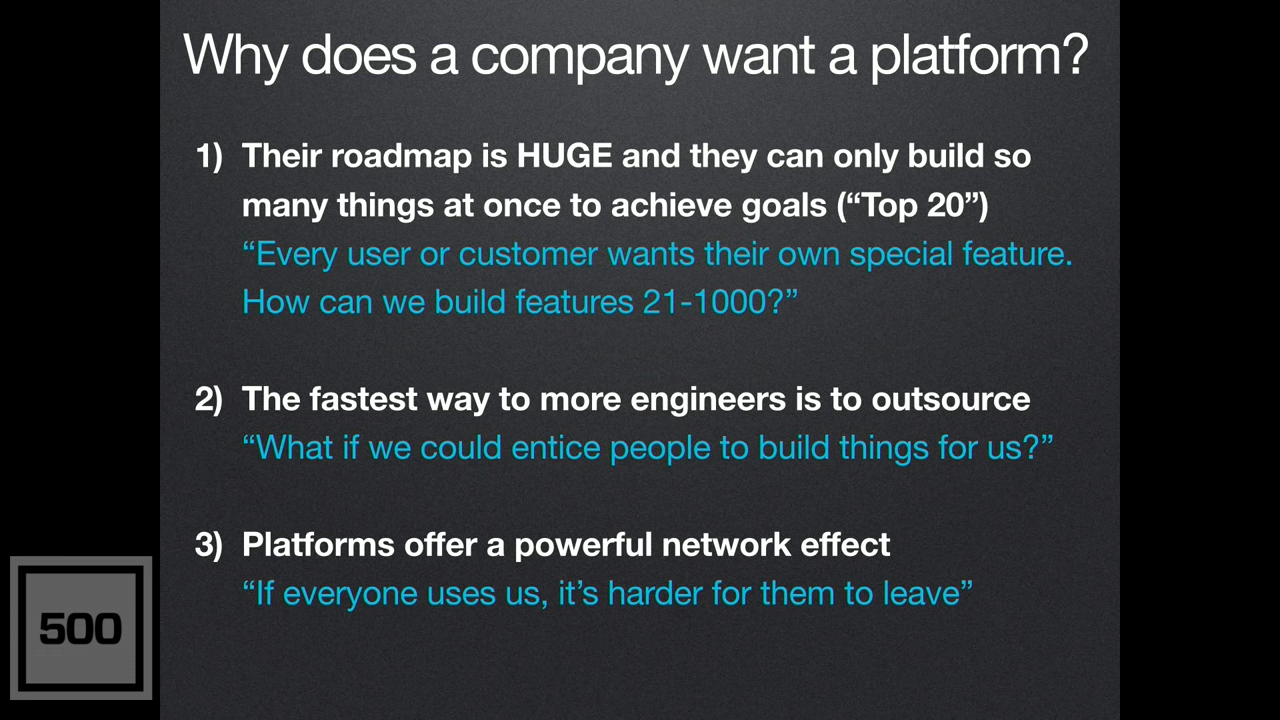 Why does a company want a platform?
1) Their roadmap is HUGE and they can only build so
many things at once to achieve goals (“Top 20”)
“Every user or customer wants their own special feature.
How can we build features 21-1000?”
2) The fastest way to more engineers is to outsource
“What if we could entice people to build things for us?”
3) Platforms offer a powerful network effect
“If everyone uses us, it’s harder for them to leave”
500